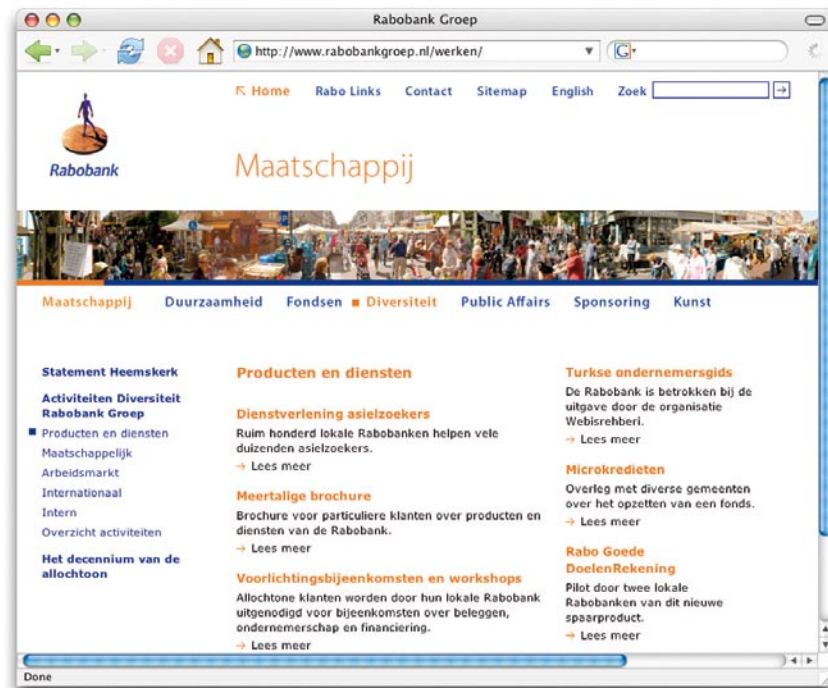 Rabobank Groep
http://www.rabobankgroep.nl/werken/
G
Home Rabo Links Contact Sitemap English Zoek
Rabobank
Maatschappij
Maatschappij Duurzaamheid Fondsen Diversiteit Public Affairs Sponsoring Kunst
Statement Heemskerk
Activiteiten Diversiteit
Rabobank Groep
Producten en diensten
Maatschappelijk
Arbeidsmarkt
Internationaal
Intern
Overzicht activiteiten
Het decennium van de
allochtoon
Producten en diensten
Dienstverlening asielzoekers
Ruim honderd lokale Rabobanken helpen vele
duizenden asielzoekers.
→ Lees meer
Meertalige brochure
Brochure voor particuliere klanten over producten en
diensten van de Rabobank.
→ Lees meer
Voorlichtingsbijeenkomsten en workshops
Allochtone klanten worden door hun lokale Rabobank
uitgenodigd voor bijeenkomsten over beleggen,
ondernemerschap en financiering.
→ Lees meer
Turkse ondernemersgids
De Rabobank is betrokken bij de
uitgave door de organisatie
Webisrehberi.
→ Lees meer
Microkredieten
Overleg met diverse gemeenten
over het opzetten van een fonds.
→ Lees meer
Rabo Goede
DoelenRekening
Pilot door twee lokale
Rabobanken van dit nieuwe
spaarproduct.
→ Lees meer
Done